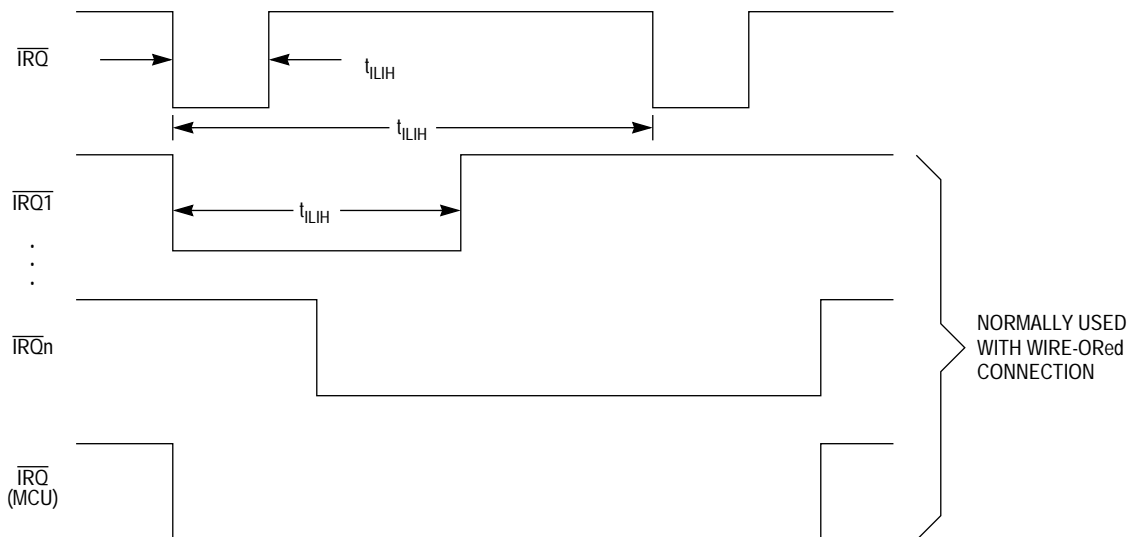 IRQ
tILIH
tILIH
IRQ1
tILIH
.
.
.
IRQn
NORMALLY USED
WITH WIRE-ORed
CONNECTION
IRQ
(MCU)